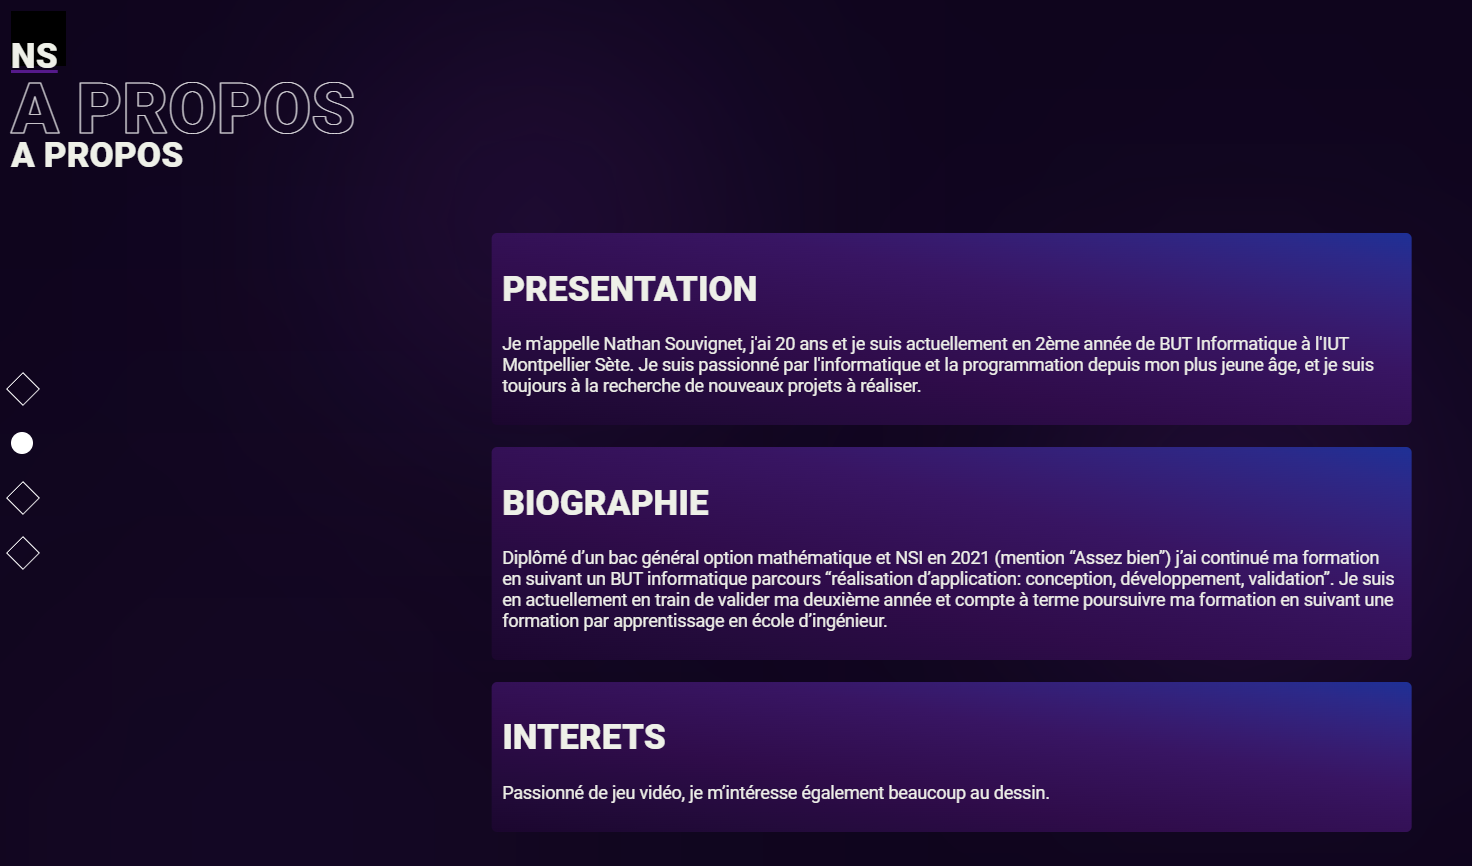 NS
A PROPOS
A PROPOS
PRESENTATION
Je m'appelle Nathan Souvignet, j'ai 20 ans et je suis actuellement en 2ème année de BUT Informatique à l'IUT
Montpellier Sète. Je suis passionné par l'informatique et la programmation depuis mon plus jeune âge, et je suis
toujours à la recherche de nouveaux projets à réaliser.
BIOGRAPHIE
Diplômé d’un bac général option mathématique et NSI en 2021 (mention “Assez bien”) j’ai continué ma formation
en suivant un BUT informatique parcours “réalisation d’application: conception, développement, validation”. Je suis
en actuellement en train de valider ma deuxième année et compte à terme poursuivre ma formation en suivant une
formation par apprentissage en école d’ingénieur.
INTERETS
Passionné de jeu vidéo, je m’intéresse également beaucoup au dessin.